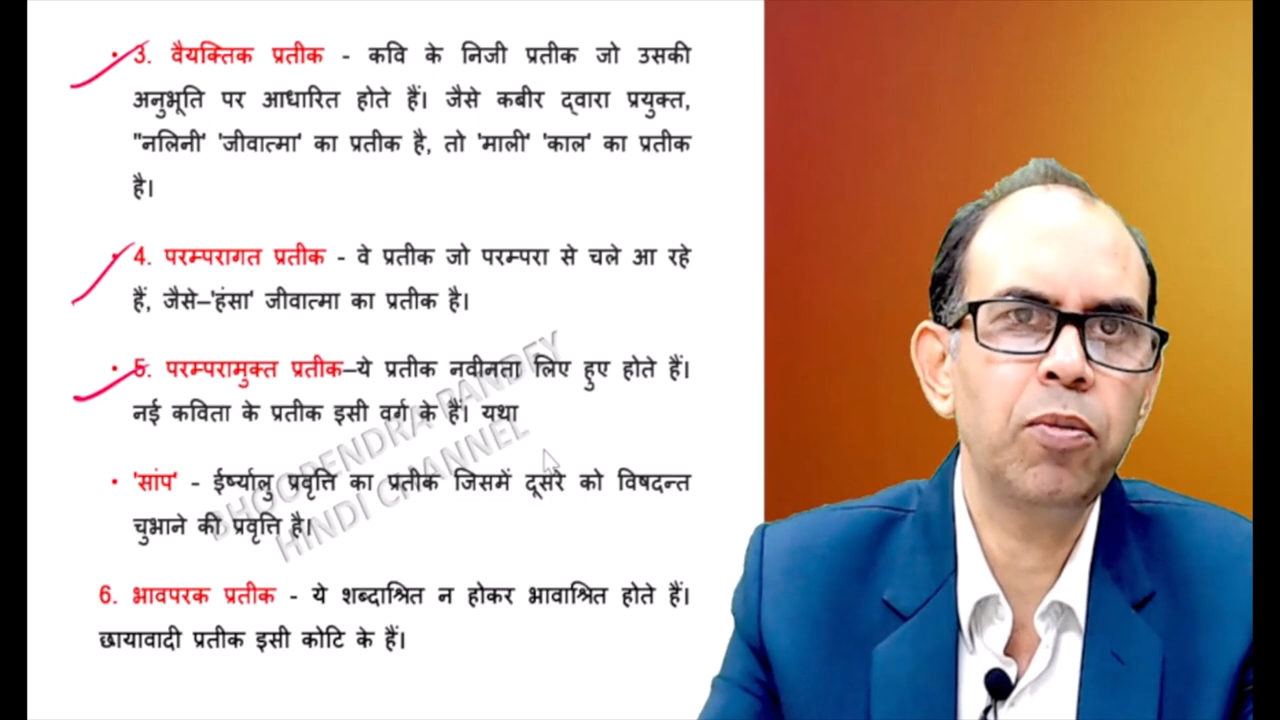 • 3. वैयक्तिक प्रतीक - कवि के निजी प्रतीक जो उसकी
अनुभूति पर आधारित होते हैं। जैसे कबीर द्वारा प्रयुक्त,
"नलिनी' 'जीवात्मा' का प्रतीक है, तो 'माली' 'काल' का प्रतीक
है।
• 4. परम्परागत प्रतीक - वे प्रतीक जो परम्परा से चले आ रहे
हैं, जैसे–'हंसा' जीवात्मा का प्रतीक है।
• 5. परम्परामुक्त प्रतीक–ये प्रतीक नवीनता लिए हुए होते हैं।
नई कविता के प्रतीक इसी वर्ग के हैं। यथा
• 'सांप' - ईर्ष्यालु प्रवृत्ति का प्रतीक जिसमें दूसरे को विषदन्त
चुभाने की प्रवृत्ति है।
6. भावपरक प्रतीक - ये शब्दाश्रित न होकर भावाश्रित होते हैं।
छायावादी प्रतीक इसी कोटि के हैं।
BHOOPENDRA PANDEY
HINDI CHANNEL